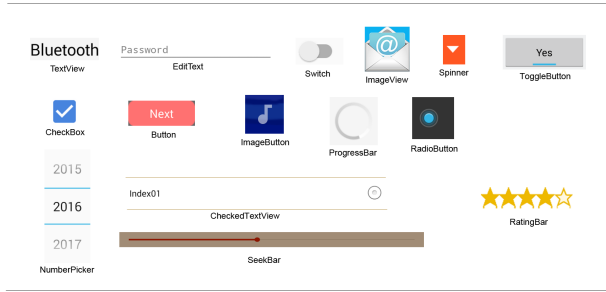 Bluetooth
TextView
Password
EditText
Switch
@
ImageView
Spinner
Yes
ToggleButton
CheckBox
Next
Button
ImageButton
ProgressBar
RadioButton
2015
2016
2017
NumberPicker
Index01
CheckedTextView
SeekBar
RatingBar